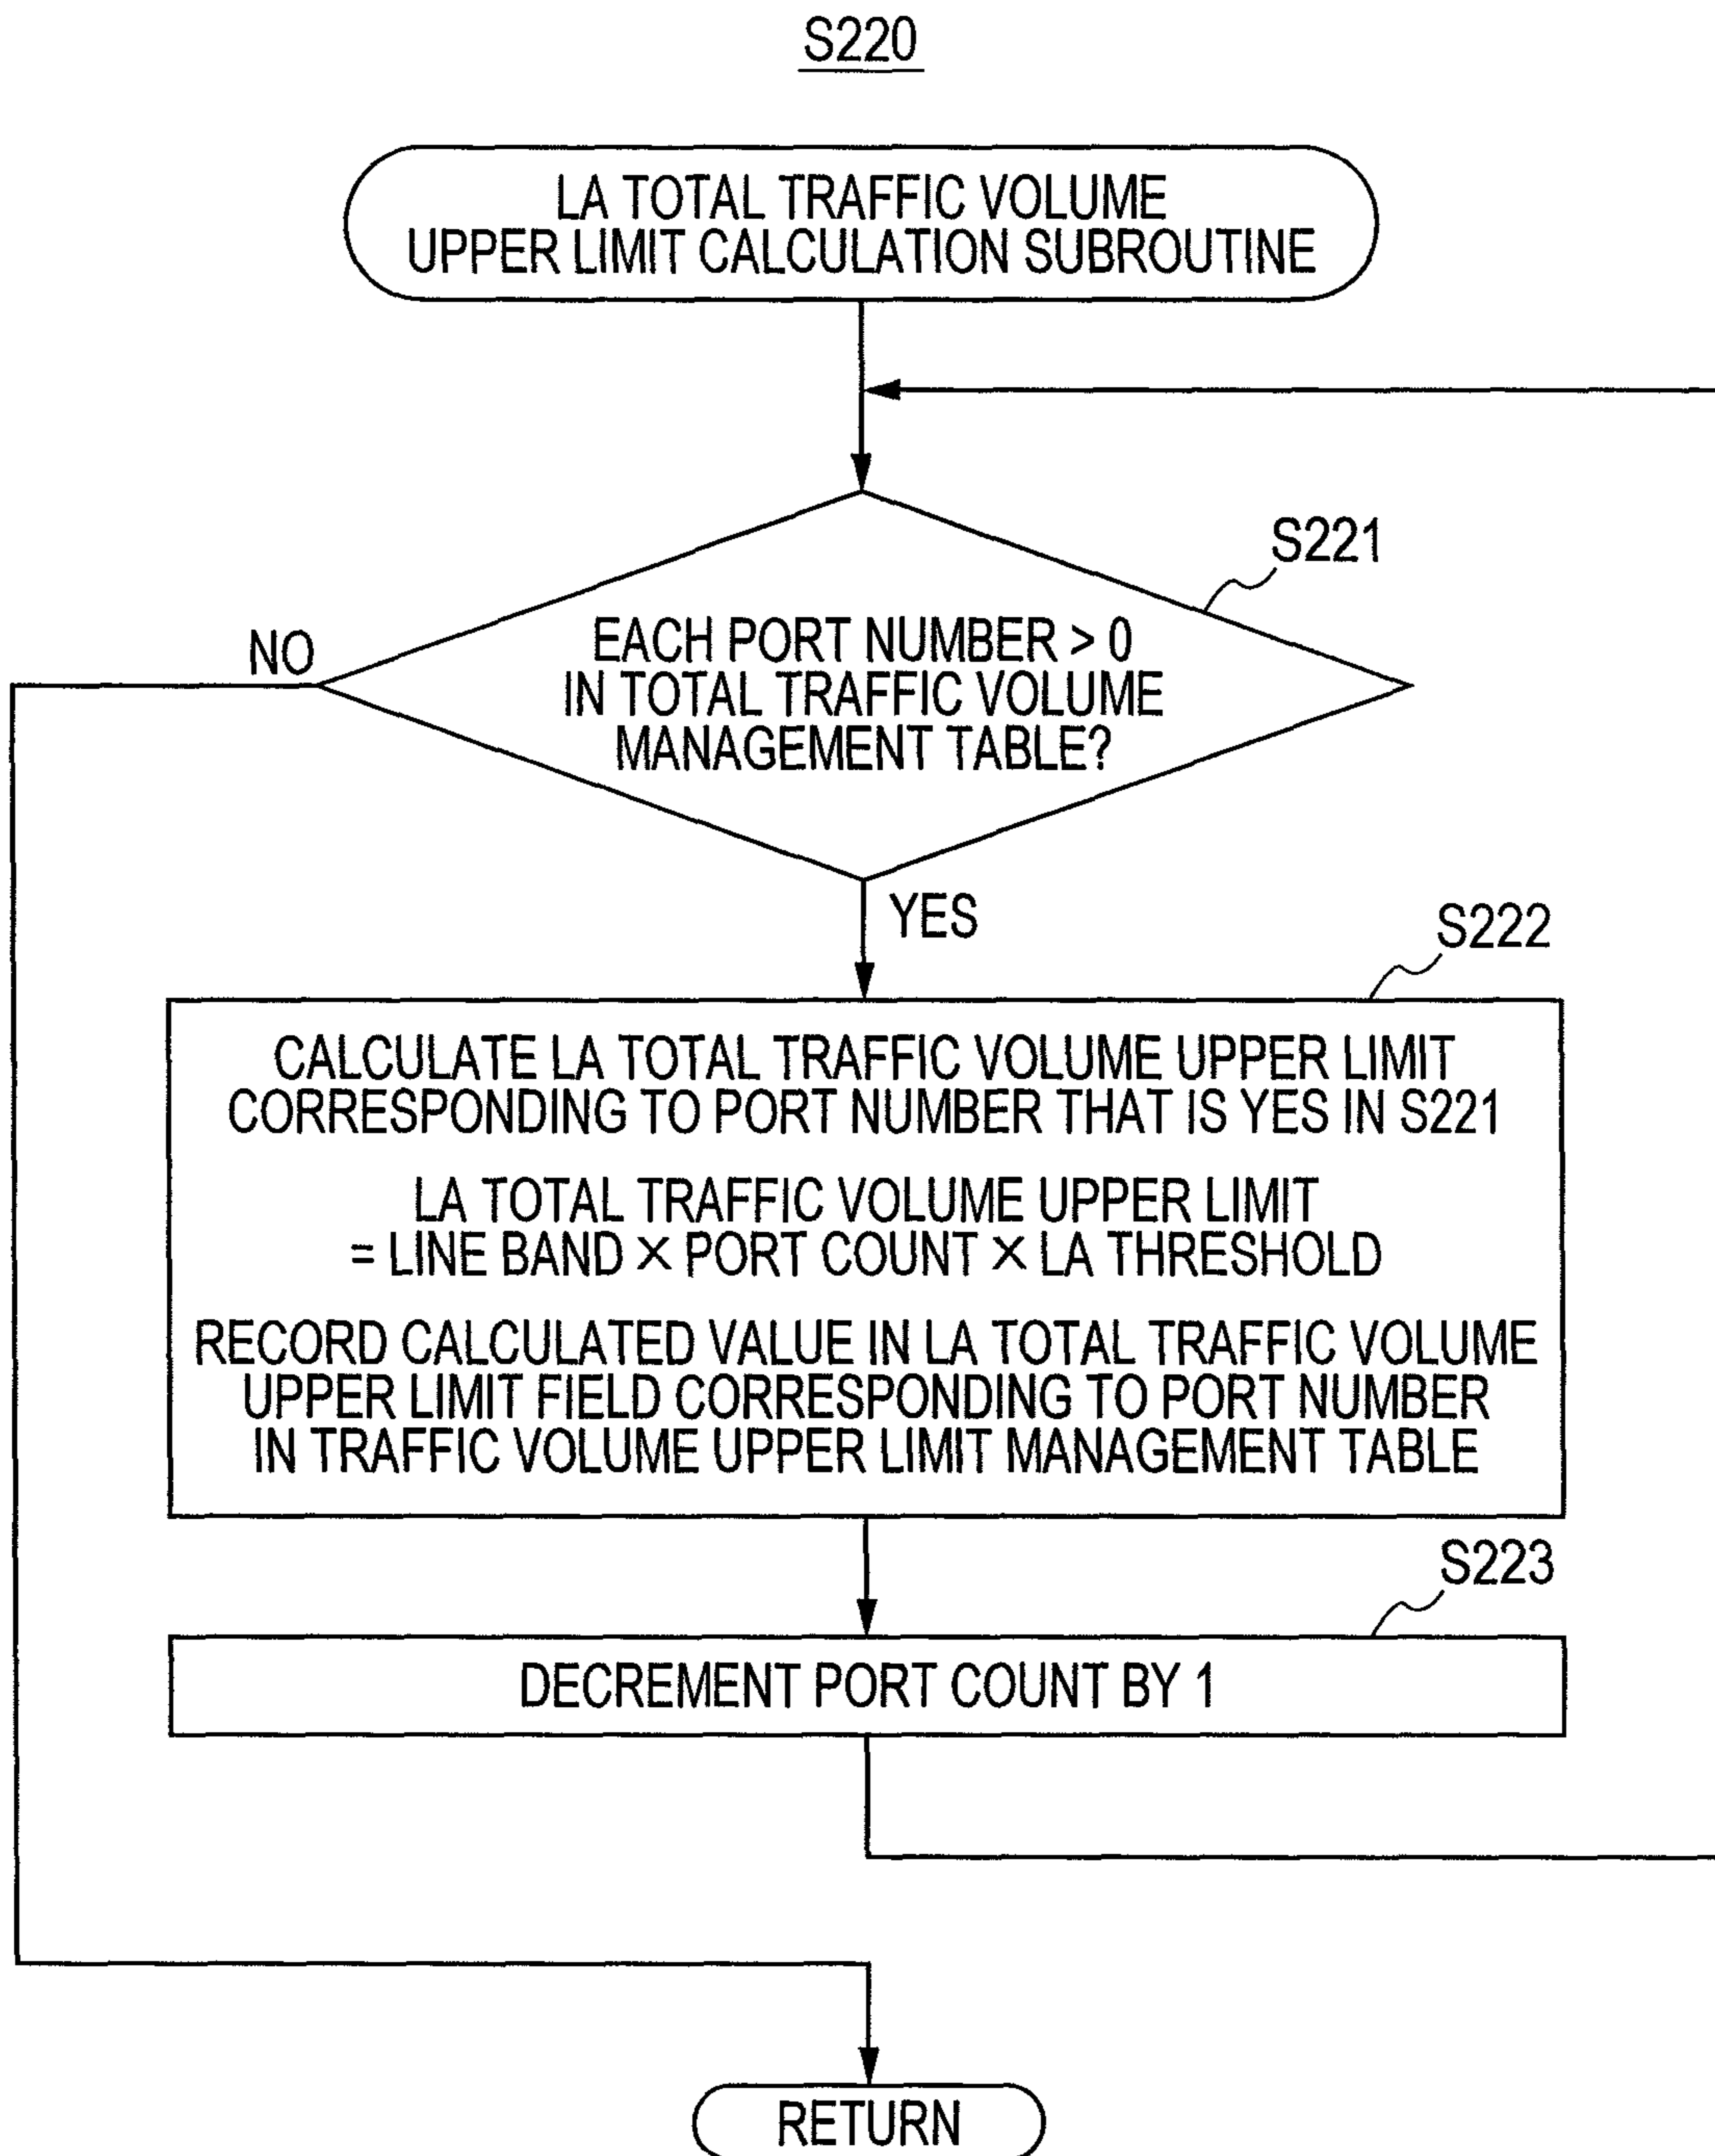 S220
LA TOTAL TRAFFIC VOLUME
UPPER LIMIT CALCULATION SUBROUTINE
S221
EACH PORT NUMBER > 0
IN TOTAL TRAFFIC VOLUME
MANAGEMENT TABLE?
NO
YES
S222
CALCULATE LA TOTAL TRAFFIC VOLUME UPPER LIMIT
CORRESPONDING TO PORT NUMBER THAT IS YES IN S221
LA TOTAL TRAFFIC VOLUME UPPER LIMIT
= LINE BAND × PORT COUNT × LA THRESHOLD
RECORD CALCULATED VALUE IN LA TOTAL TRAFFIC VOLUME
UPPER LIMIT FIELD CORRESPONDING TO PORT NUMBER
IN TRAFFIC VOLUME UPPER LIMIT MANAGEMENT TABLE
S223
DECREMENT PORT COUNT BY 1
RETURN